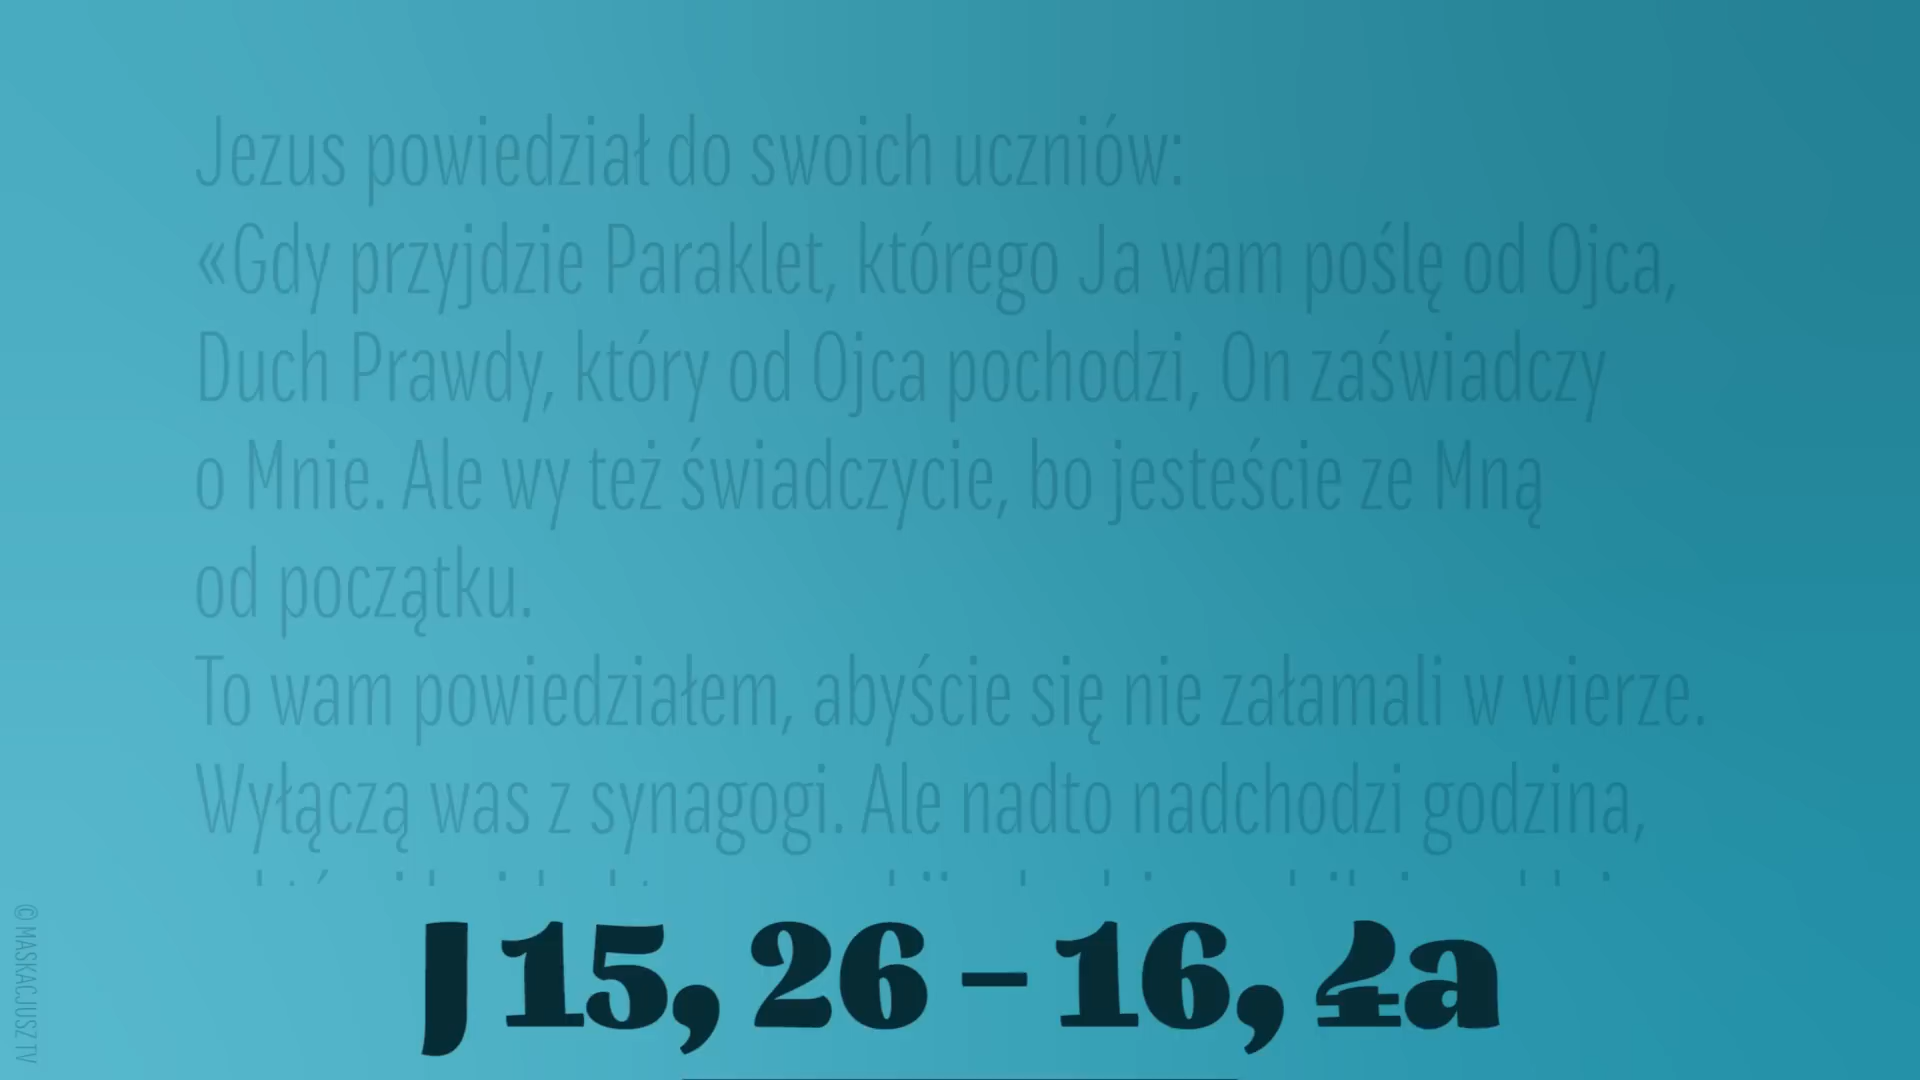 Jezus powiedział do swoich uczniów:
«Gdy przyjdzie Paraklet, którego Ja wam poślę od Ojca,
Duch Prawdy, który od Ojca pochodzi, On zaświadczy
o Mnie. Ale wy też świadczycie, bo jesteście ze Mną
od początku.
To wam powiedziałem, abyście się nie załamali w wierze.
Wyłączą was z synagogi. Ale nadto nadchodzi godzina,
J 15, 26 – 16, 4a
© MASKACJUSZ TV